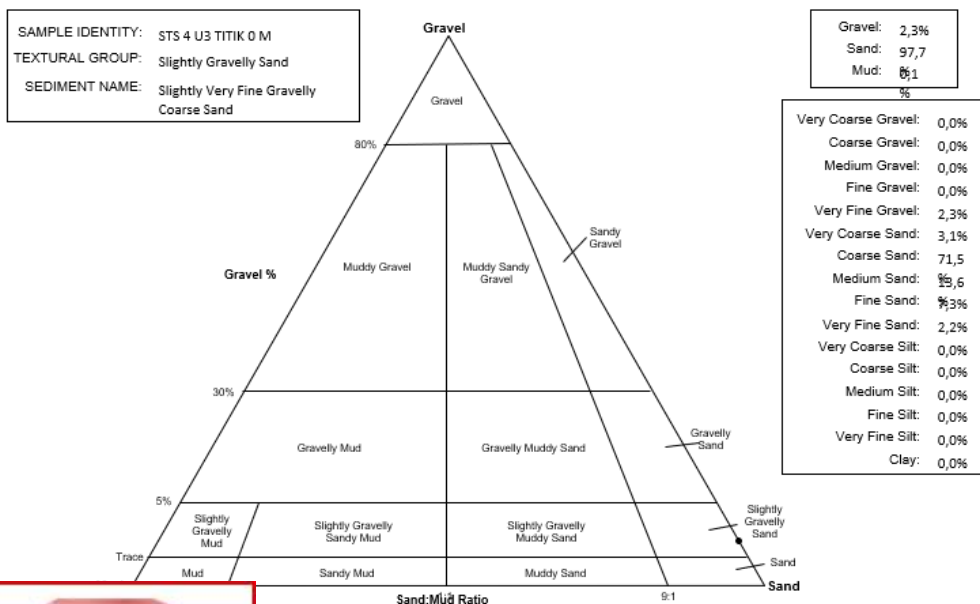 SAMPLE IDENTITY: STS 4 U3 TITIK 0 M
TEXTURAL GROUP: Slightly Gravelly Sand
SEDIMENT NAME: Slightly Very Fine Gravelly
Coarse Sand
Gravel: 2,3%
Sand: 97,7
%
Mud: 0,1
%
Very Coarse Gravel: 0,0%
Coarse Gravel: 0,0%
Medium Gravel: 0,0%
Fine Gravel: 0,0%
Very Fine Gravel: 2,3%
Very Coarse Sand: 3,1%
Coarse Sand: 71,5
%
Medium Sand: 13,6
%
Fine Sand: 7,3%
Very Fine Sand: 2,2%
Very Coarse Silt: 0,0%
Coarse Silt: 0,0%
Medium Silt: 0,0%
Fine Silt: 0,0%
Very Fine Silt: 0,0%
Clay: 0,0%
Gravel
Gravel
80%
Sandy
Gravel
Gravel %
Muddy Gravel
Muddy Sandy
Gravel
30%
Gravelly Mud
Gravelly Muddy Sand
Gravelly
Sand
5%
Slightly
Gravelly
Mud
Slightly Gravelly
Sandy Mud
Slightly Gravelly
Muddy Sand
Slightly
Gravelly
Sand
Trace
Mud
Sandy Mud
Muddy Sand
Sand
Sand
9:1
Sand:Mud Ratio